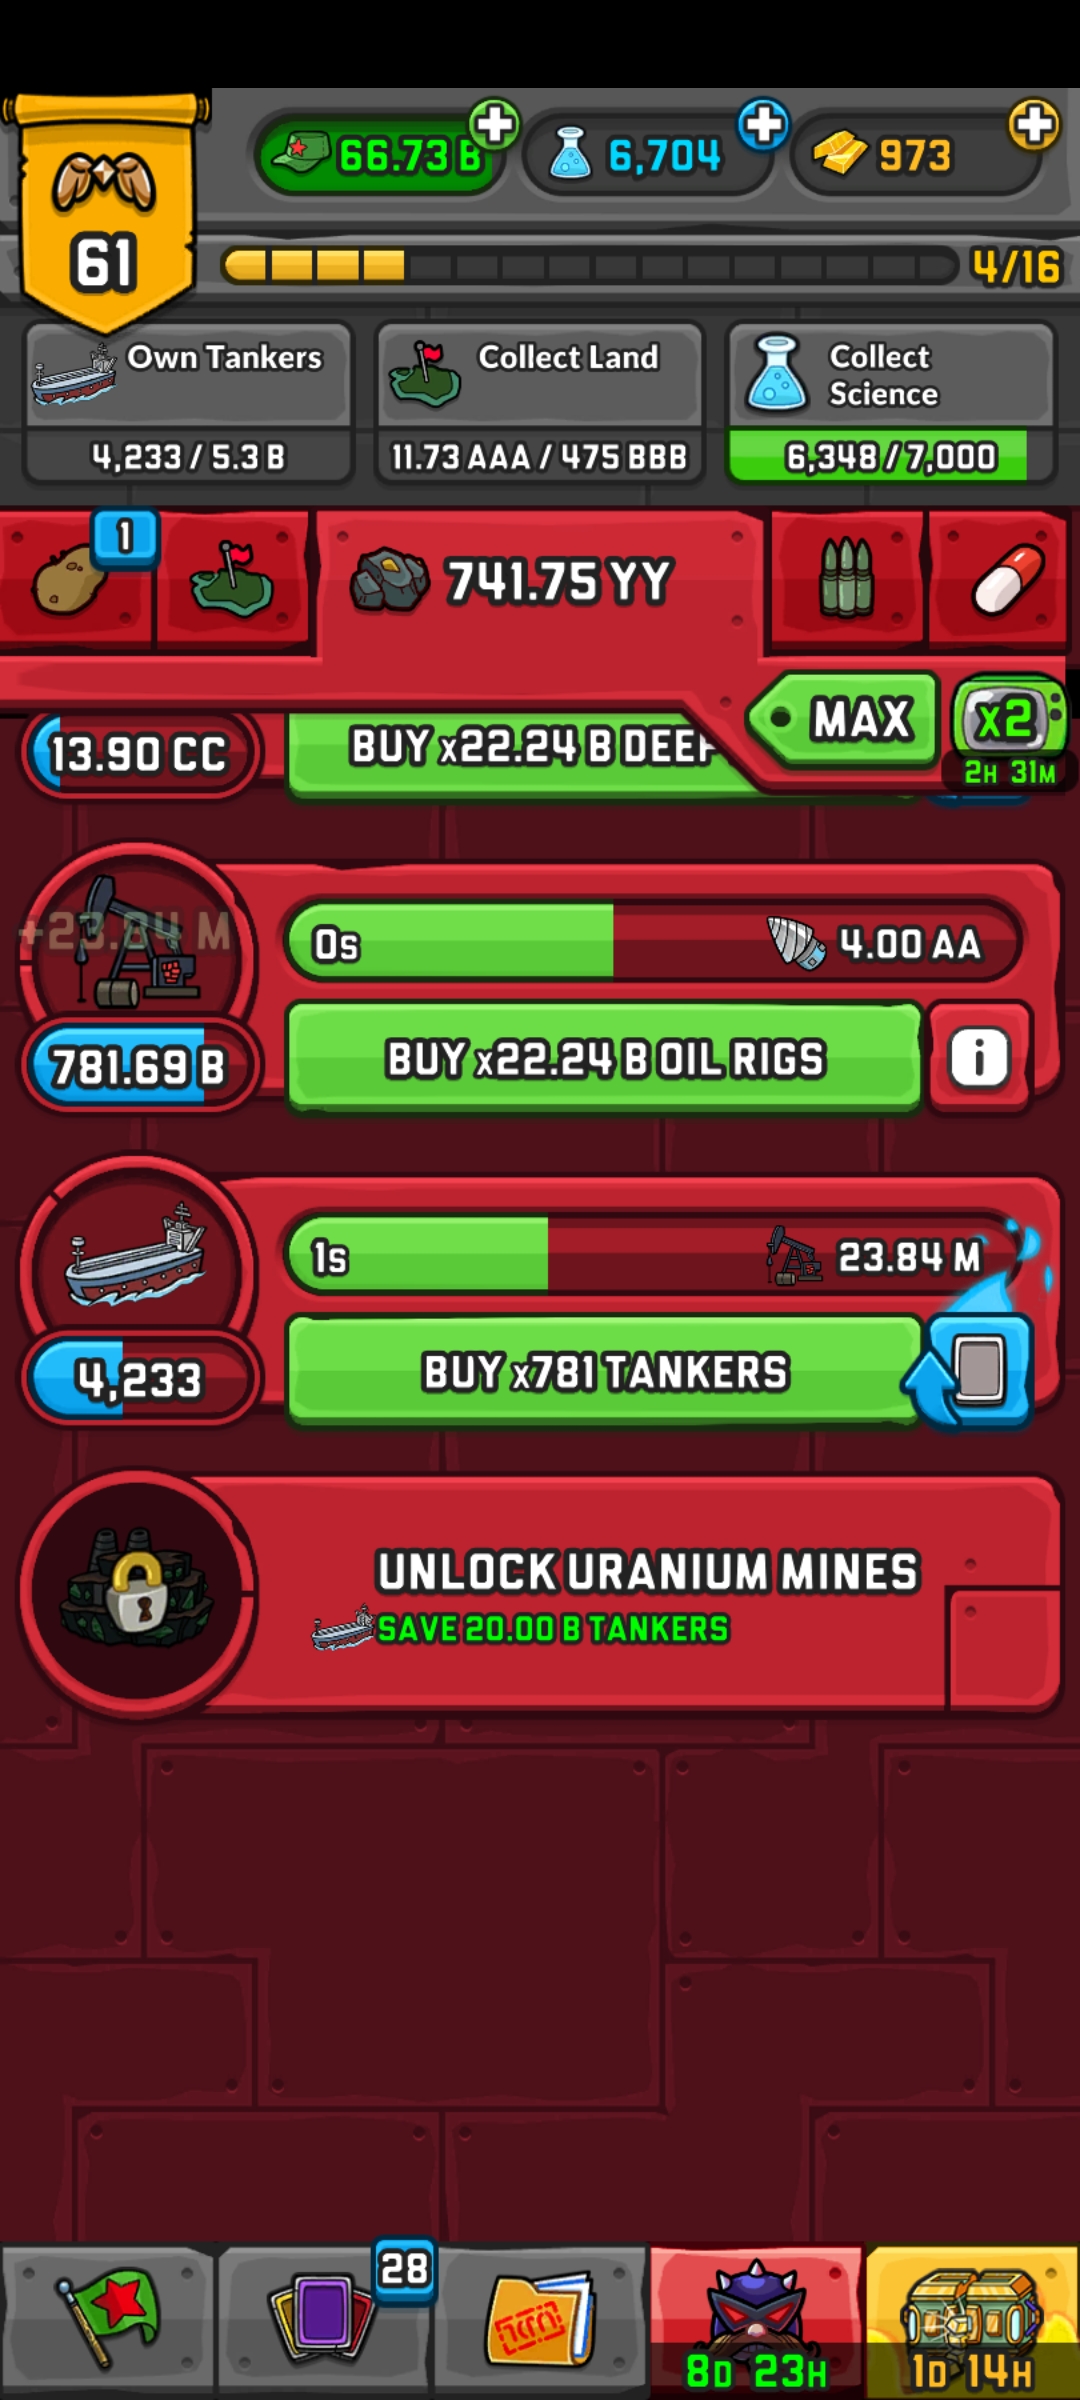 66.73 B
6,704
973
61
4/16
Own Tankers
4,233 / 5.3 B
Collect Land
11.73 AAA / 475 BBB
Collect
Science
6,348 / 7,000
1
741.75 YY
MAX
x2
2H 31M
13.90 CC
BUY x22.24 B DEEP
+23.84 M
0s
4.00 AA
781.69 B
BUY x22.24 B OIL RIGS
i
1s
23.84 M
4,233
BUY x781 TANKERS
UNLOCK URANIUM MINES
SAVE 20.00 B TANKERS
28
8D 23H
1D 14H